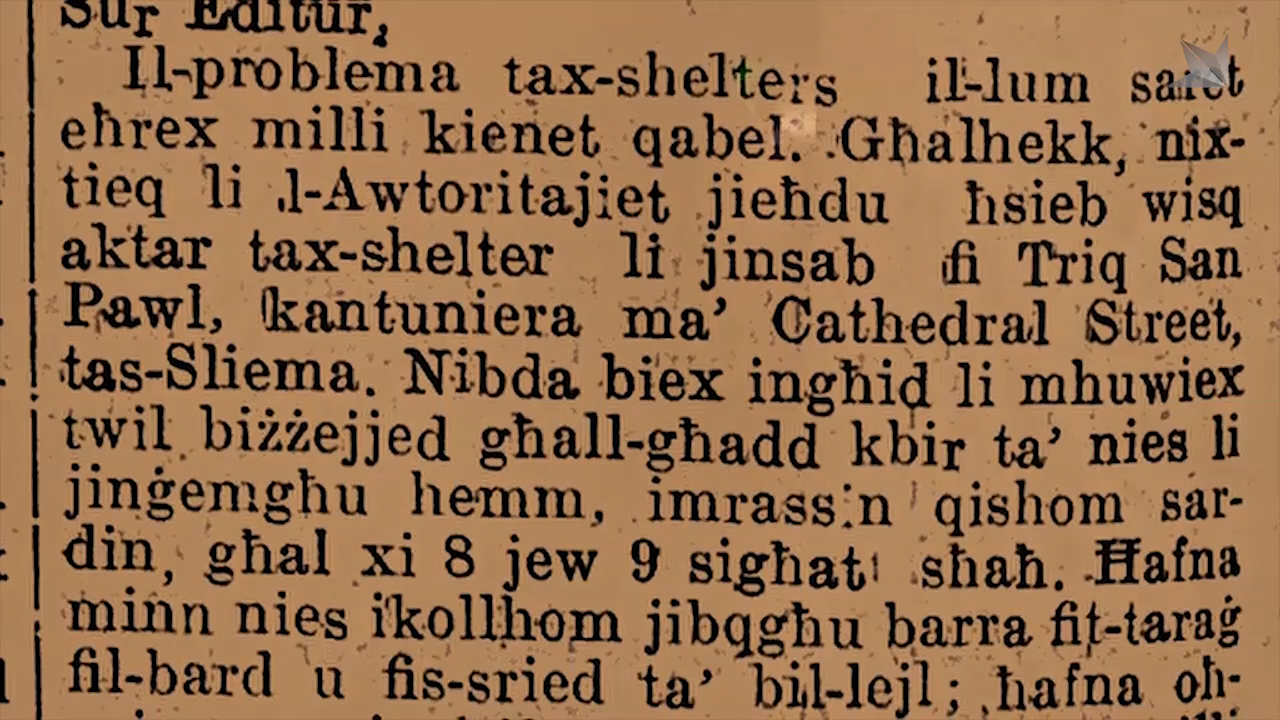 Sur Editur,
Il-problema tax-shelters il-lum saret
eħrex milli kienet qabel. Għalhekk, nix-
tieq li l-Awtoritajiet jieħdu ħsieb wisq
aktar tax-shelter li jinsab fi Triq San
Pawl, kantuniera ma’ Cathedral Street,
tas-Sliema. Nibda biex ingħid li mhuwiex
twil biżżejjed għall-għadd kbir ta’ nies li
jinġemgħu hemm, imrass:n qishom sar-
din, għal xi 8 jew 9 sigħat sħaħ. Ħafna
minn nies ikollhom jibqgħu barra fit-taraġ
fil-bard u fis-sried ta’ bil-lejl; ħafna oħ-